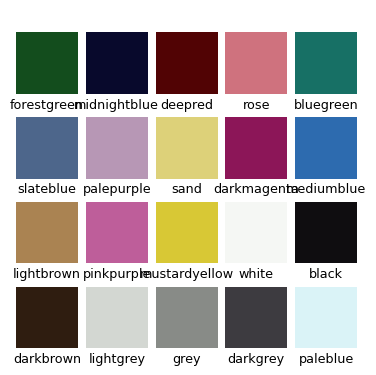 forestgreen midnightblue deepred rose bluegreen
slateblue palepurple sand darkmagenta mediumblue
lightbrown pinkpurple mustardyellow white black
darkbrown lightgrey grey darkgrey paleblue